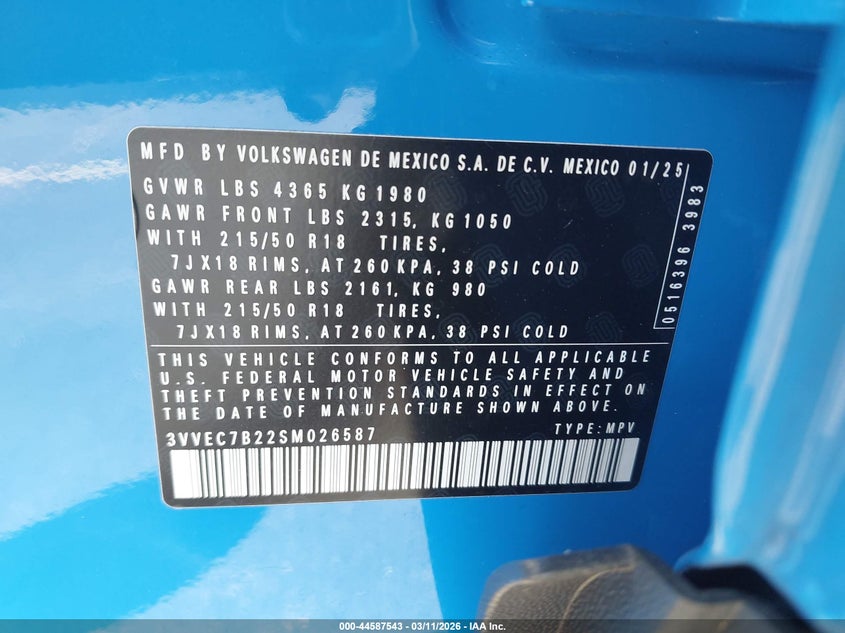 MFD BY VOLKSWAGEN DE MEXICO S.A. DE C.V. MEXICO 01/25
GVWR LBS 4365 KG 1980
GAWR FRONT LBS 2315, KG 1050
WITH 215/50 R18 TIRES,
7JX18 RIMS, AT 260 KPA, 38 PSI COLD
GAWR REAR LBS 2161, KG 980
WITH 215/50 R18 TIRES,
7JX18 RIMS, AT 260 KPA, 38 PSI COLD
0516396 3983
THIS VEHICLE CONFORMS TO ALL APPLICABLE
U.S. FEDERAL MOTOR VEHICLE SAFETY AND
THEFT PREVENTION STANDARDS IN EFFECT ON
THE DATE OF MANUFACTURE SHOWN ABOVE.
3VVEC7B22SM026587 TYPE: MPV
000-44587543 - 03/11/2026 - IAA Inc.